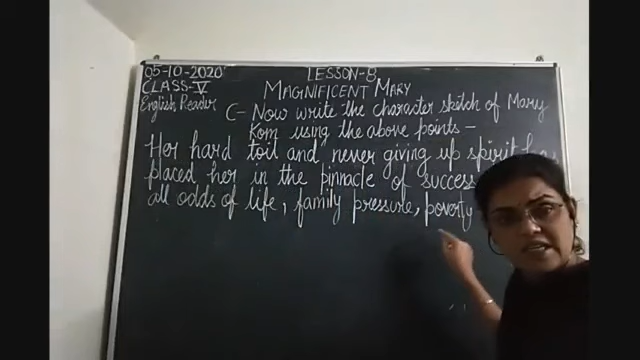 05-10-2020 LESSON-8
CLASS-V MAGNIFICENT MARY
English Reader C- Now write the character sketch of Mary
Kom using the above points -
Her hard toil and never giving up spirit has
placed her in the pinnacle of success
all odds of life, family pressure, poverty